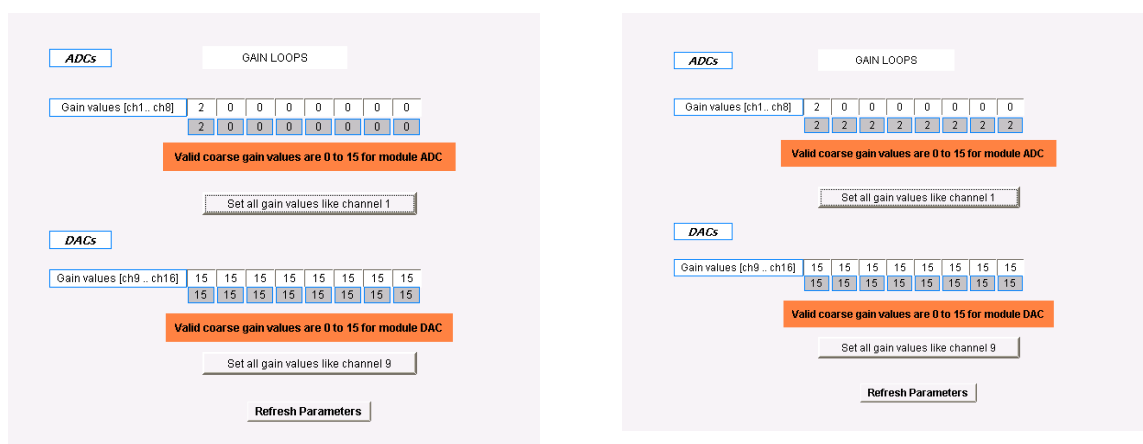 ADCs
GAIN LOOPS
Gain values [ch1.. ch8] 2 0 0 0 0 0 0 0
2 0 0 0 0 0 0 0
Valid coarse gain values are 0 to 15 for module ADC
Set all gain values like channel 1
DACs
Gain values [ch9 .. ch16] 15 15 15 15 15 15 15 15
15 15 15 15 15 15 15 15
Valid coarse gain values are 0 to 15 for module DAC
Set all gain values like channel 9
Refresh Parameters
ADCs
GAIN LOOPS
Gain values [ch1.. ch8] 2 0 0 0 0 0 0 0
2 2 2 2 2 2 2 2
Valid coarse gain values are 0 to 15 for module ADC
Set all gain values like channel 1
DACs
Gain values [ch9 .. ch16] 15 15 15 15 15 15 15 15
15 15 15 15 15 15 15 15
Valid coarse gain values are 0 to 15 for module DAC
Set all gain values like channel 9
Refresh Parameters